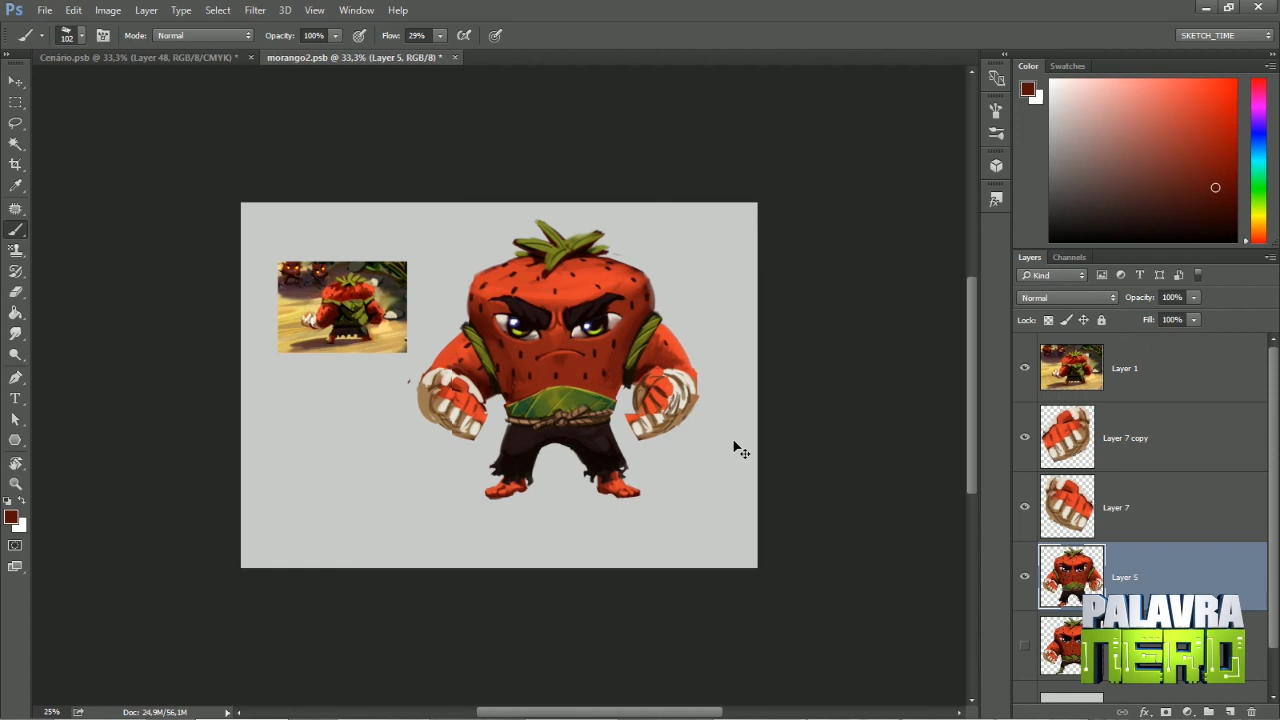 Ps File Edit Image Layer Type Select Filter 3D View Window Help
102 Mode: Normal Opacity: 100% Flow: 29% SKETCH_TIME
Cenário.psb @ 33,3% (Layer 48, RGB/8/CMYK) * × morango2.psb @ 33,3% (Layer 5, RGB/8) * ×
Color Swatches
Layers Channels
Kind
Normal Opacity: 100%
Lock: Fill: 100%
Layer 1
Layer 7 copy
Layer 7
Layer 5
PALAVRA
NERD
25% Doc: 24,9M/56,1M
fx